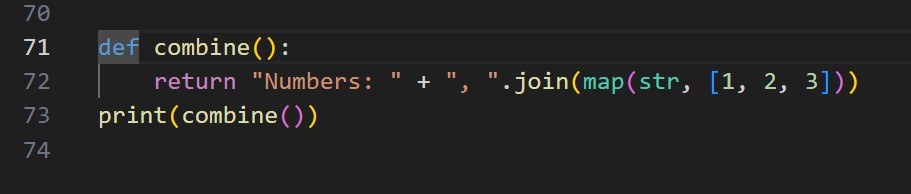 70
71 def combine():
72     return "Numbers: " + ", ".join(map(str, [1, 2, 3]))
73 print(combine())
74